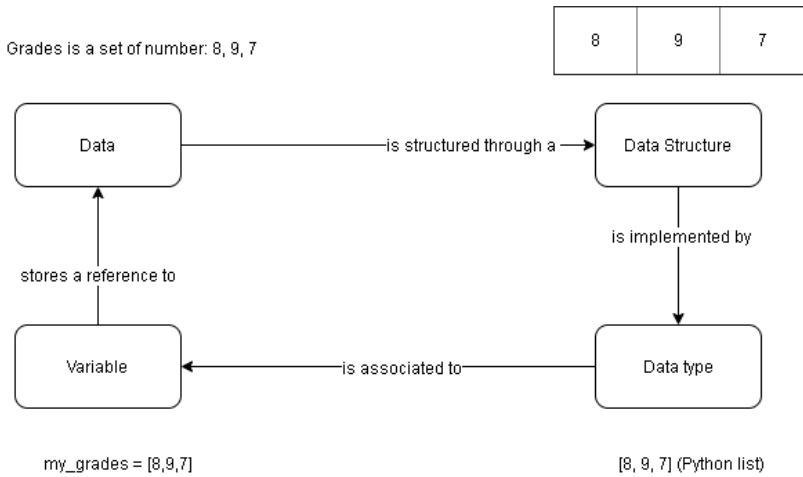 Grades is a set of number: 8, 9, 7
8 9 7
Data
is structured through a
Data Structure
is implemented by
stores a reference to
Variable
is associated to
Data type
my_grades = [8,9,7]
[8, 9, 7] (Python list)